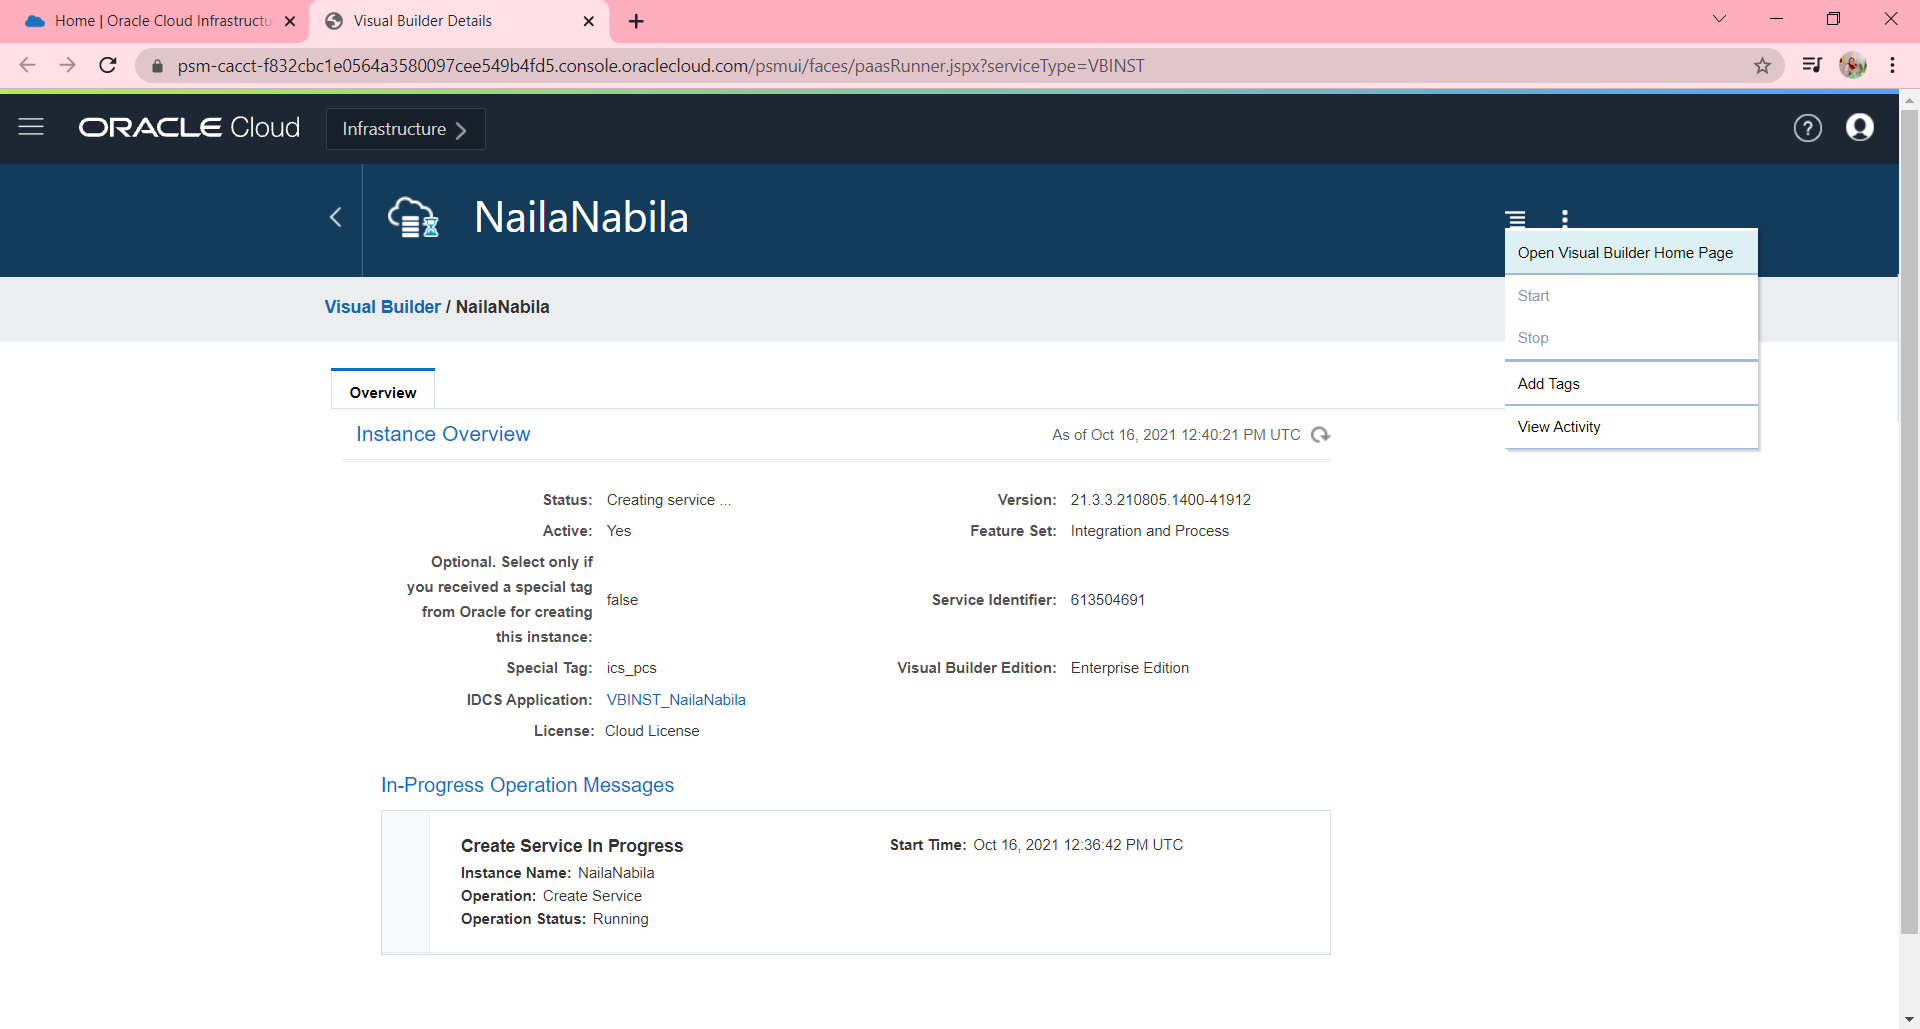 Home | Oracle Cloud Infrastructu
Visual Builder Details
psm-cacct-f832cbc1e0564a3580097cee549b4fd5.console.oraclecloud.com/psmui/faces/paasRunner.jspx?serviceType=VBINST
ORACLE Cloud
Infrastructure
?
NailaNabila
Open Visual Builder Home Page
Start
Stop
Add Tags
View Activity
Visual Builder / NailaNabila
Overview
Instance Overview
As of Oct 16, 2021 12:40:21 PM UTC
Status: Creating service ...
Version: 21.3.3.210805.1400-41912
Active: Yes
Feature Set: Integration and Process
Optional. Select only if
you received a special tag
from Oracle for creating
this instance:
false
Service Identifier: 613504691
Special Tag: ics_pcs
Visual Builder Edition: Enterprise Edition
IDCS Application: VBINST_NailaNabila
License: Cloud License
In-Progress Operation Messages
Create Service In Progress
Start Time: Oct 16, 2021 12:36:42 PM UTC
Instance Name: NailaNabila
Operation: Create Service
Operation Status: Running